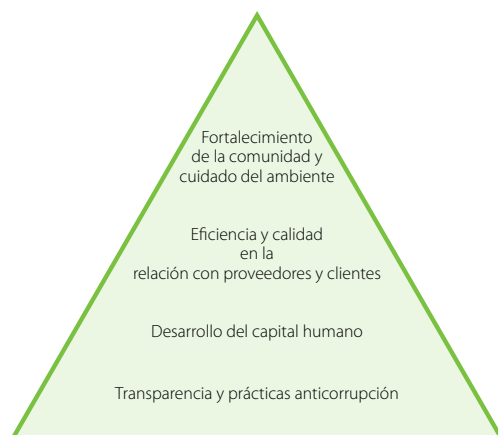 Fortalecimiento
de la comunidad y
cuidado del ambiente
Eficiencia y calidad
en la
relación con proveedores y clientes
Desarrollo del capital humano
Transparencia y prácticas anticorrupción